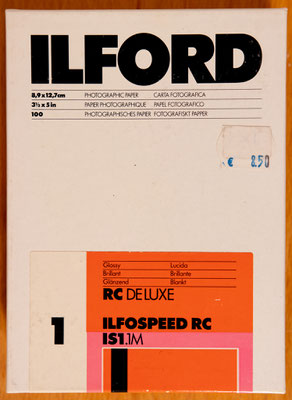 ILFORD
8,9 x 12,7cm PHOTOGRAPHIC PAPER CARTA FOTOGRAFICA
3½ x 5 in PAPIER PHOTOGRAPHIQUE PAPEL FOTOGRAFICO
100 PHOTOGRAPHISCHES PAPIER FOTOGRAFISKT PAPPER
€ 8.50
Glossy Lucida
Brillant Brillante
Glänzend Blankt
RC DE LUXE
1 ILFOSPEED RC
IS1.1M